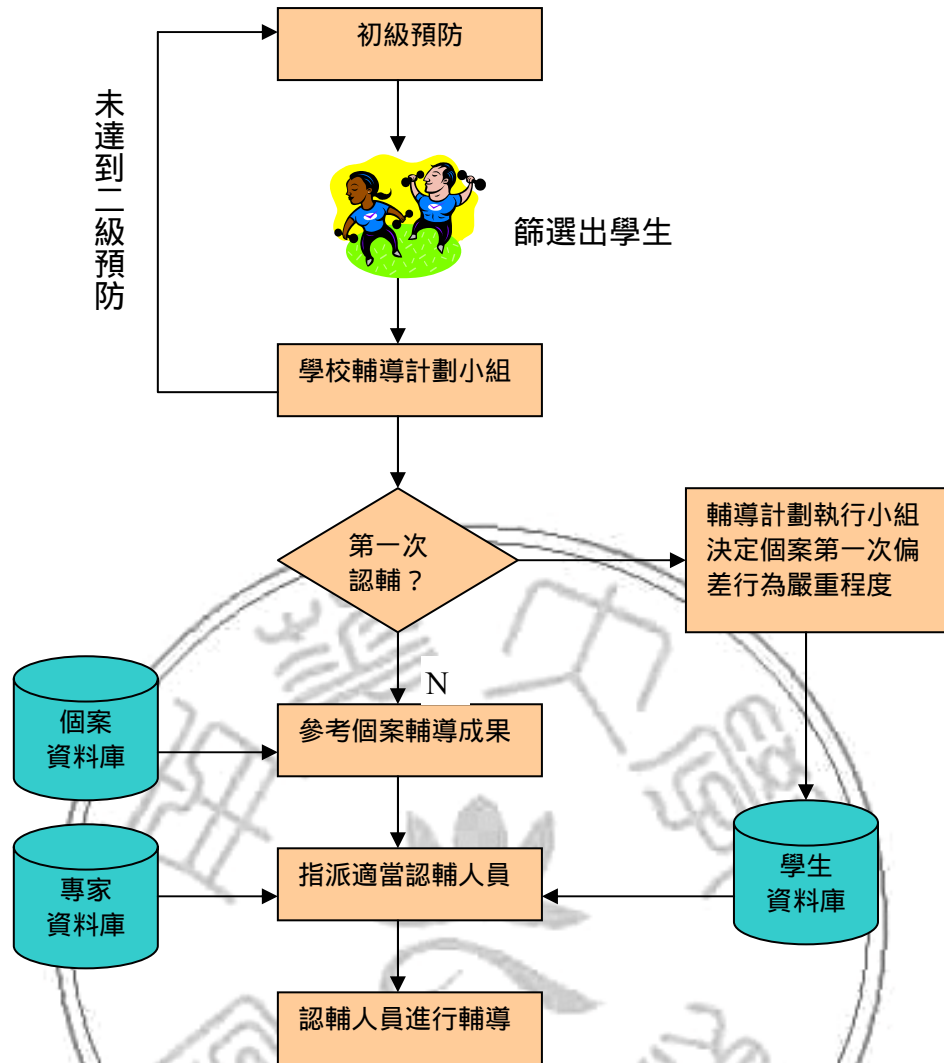 初級預防
未達到二級預防
篩選出學生
學校輔導計劃小組
第一次
認輔？
輔導計劃執行小組
決定個案第一次偏
差行為嚴重程度
N
個案
資料庫
參考個案輔導成果
專家
資料庫
指派適當認輔人員
學生
資料庫
認輔人員進行輔導